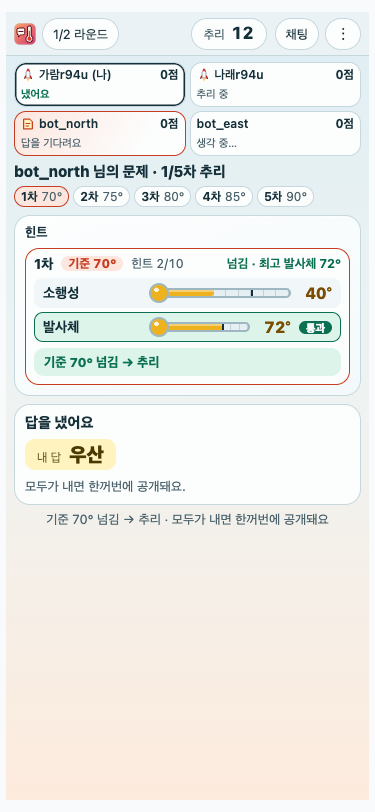 1/2 라운드 추리 12 채팅
가람r94u (나) 0점
냈어요
나래r94u 0점
추리 중
bot_north 0점
답을 기다려요
bot_east 0점
생각 중…
bot_north 님의 문제 · 1/5차 추리
1차 70° 2차 75° 3차 80° 4차 85° 5차 90°
힌트
1차 기준 70° 힌트 2/10 넘김 · 최고 발사체 72°
소행성 40°
발사체 72° 통과
기준 70° 넘김 → 추리
답을 냈어요
내 답 우산
모두가 내면 한꺼번에 공개돼요.
기준 70° 넘김 → 추리 · 모두가 내면 한꺼번에 공개돼요